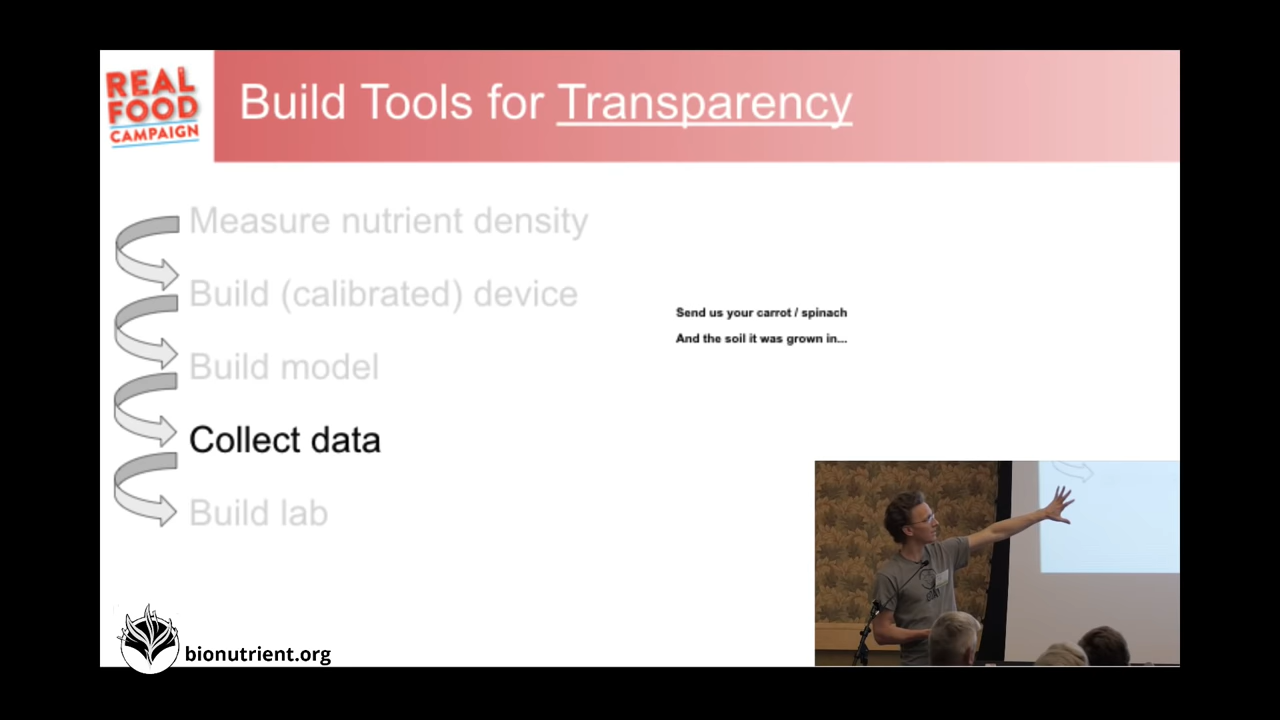 REAL
FOOD
CAMPAIGN
Build Tools for Transparency
Measure nutrient density
Build (calibrated) device
Build model
Collect data
Build lab
Send us your carrot / spinach
And the soil it was grown in...
bionutrient.org